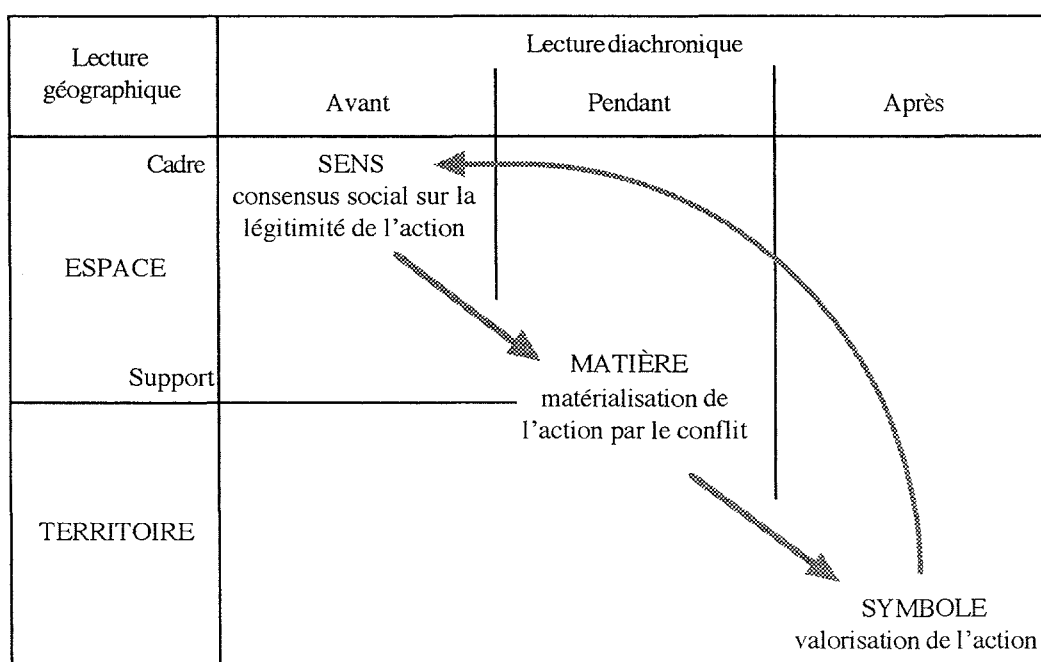 Lecture
géographique
Lecture diachronique
Avant
Pendant
Après
Cadre
SENS
consensus social sur la
légitimité de l'action
ESPACE
Support
MATIÈRE
matérialisation de
l'action par le conflit
TERRITOIRE
SYMBOLE
valorisation de l'action